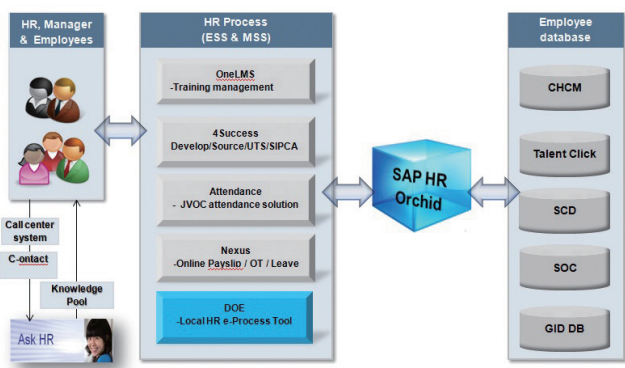 HR, Manager
& Employees
Call center
system
C-ontact
Knowledge
Pool
Ask HR
HR Process
(ESS & MSS)
OneLMS
-Training management
4Success
Develop/Source/UTS/SIPCA
Attendance
- JVOC attendance solution
Nexus
-Online Payslip / OT / Leave
DOE
-Local HR e-Process Tool
SAP HR
Orchid
Employee
database
CHCM
Talent Click
SCD
SOC
GID DB